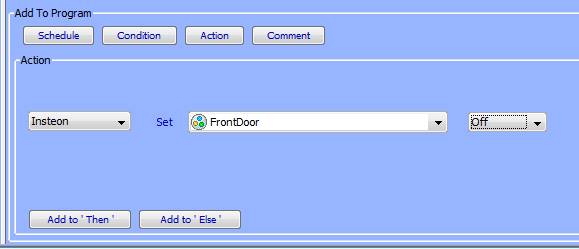 Add To Program
Schedule Condition Action Comment
Action
Insteon Set FrontDoor Off
Add to ' Then ' Add to ' Else '